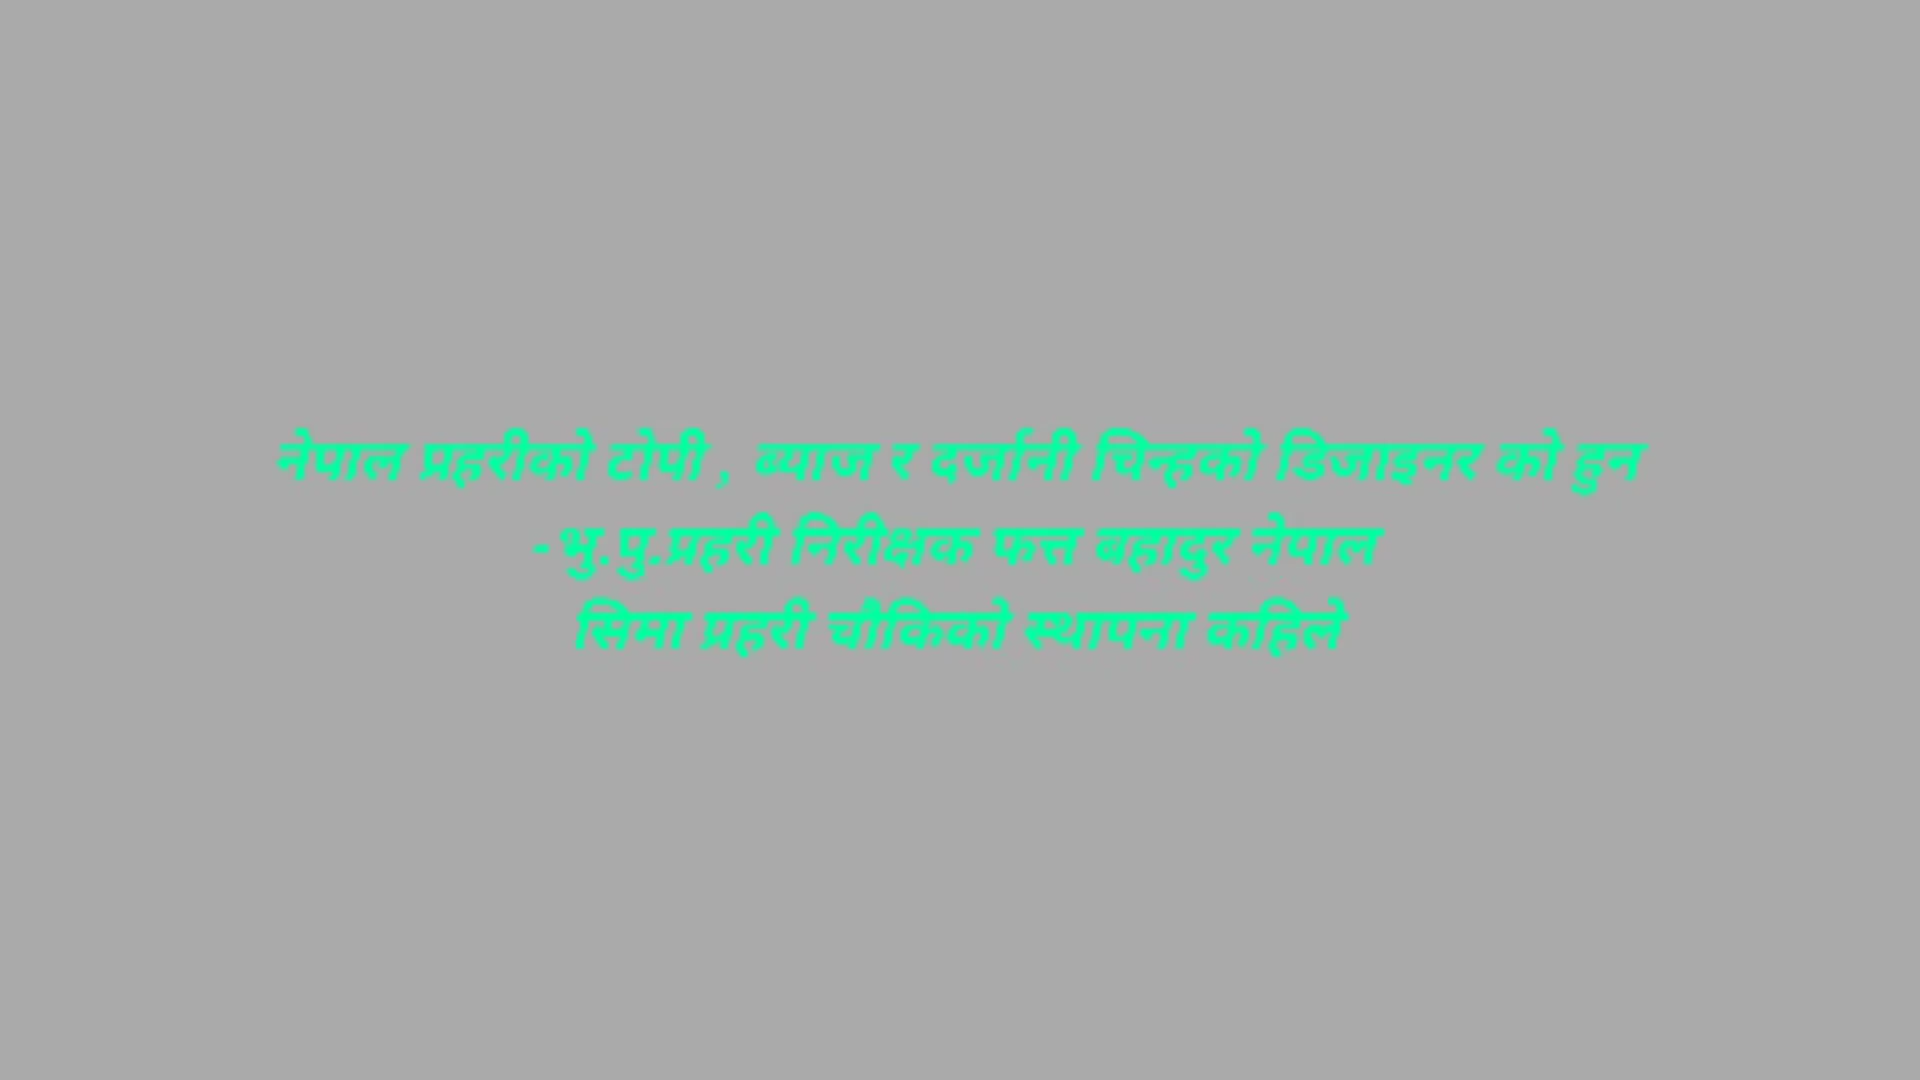 नेपाल प्रहरीको टोपी , ब्याज र दर्जानी चिन्हको डिजाइनर को हुन
-भु.पु.प्रहरी निरीक्षक फत्त बहादुर नेपाल
सिमा प्रहरी चौकिको स्थापना कहिले